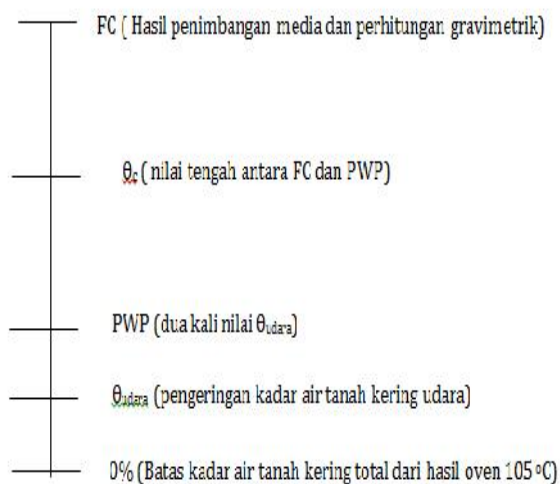 FC ( Hasil penimbangan media dan perhitungan gravimetrik)
θc ( nilai tengah antara FC dan PWP)
PWP (dua kali nilai θudara)
θudara (pengeringan kadar air tanah kering udara)
0% (Batas kadar air tanah kering total dari hasil oven 105 °C)